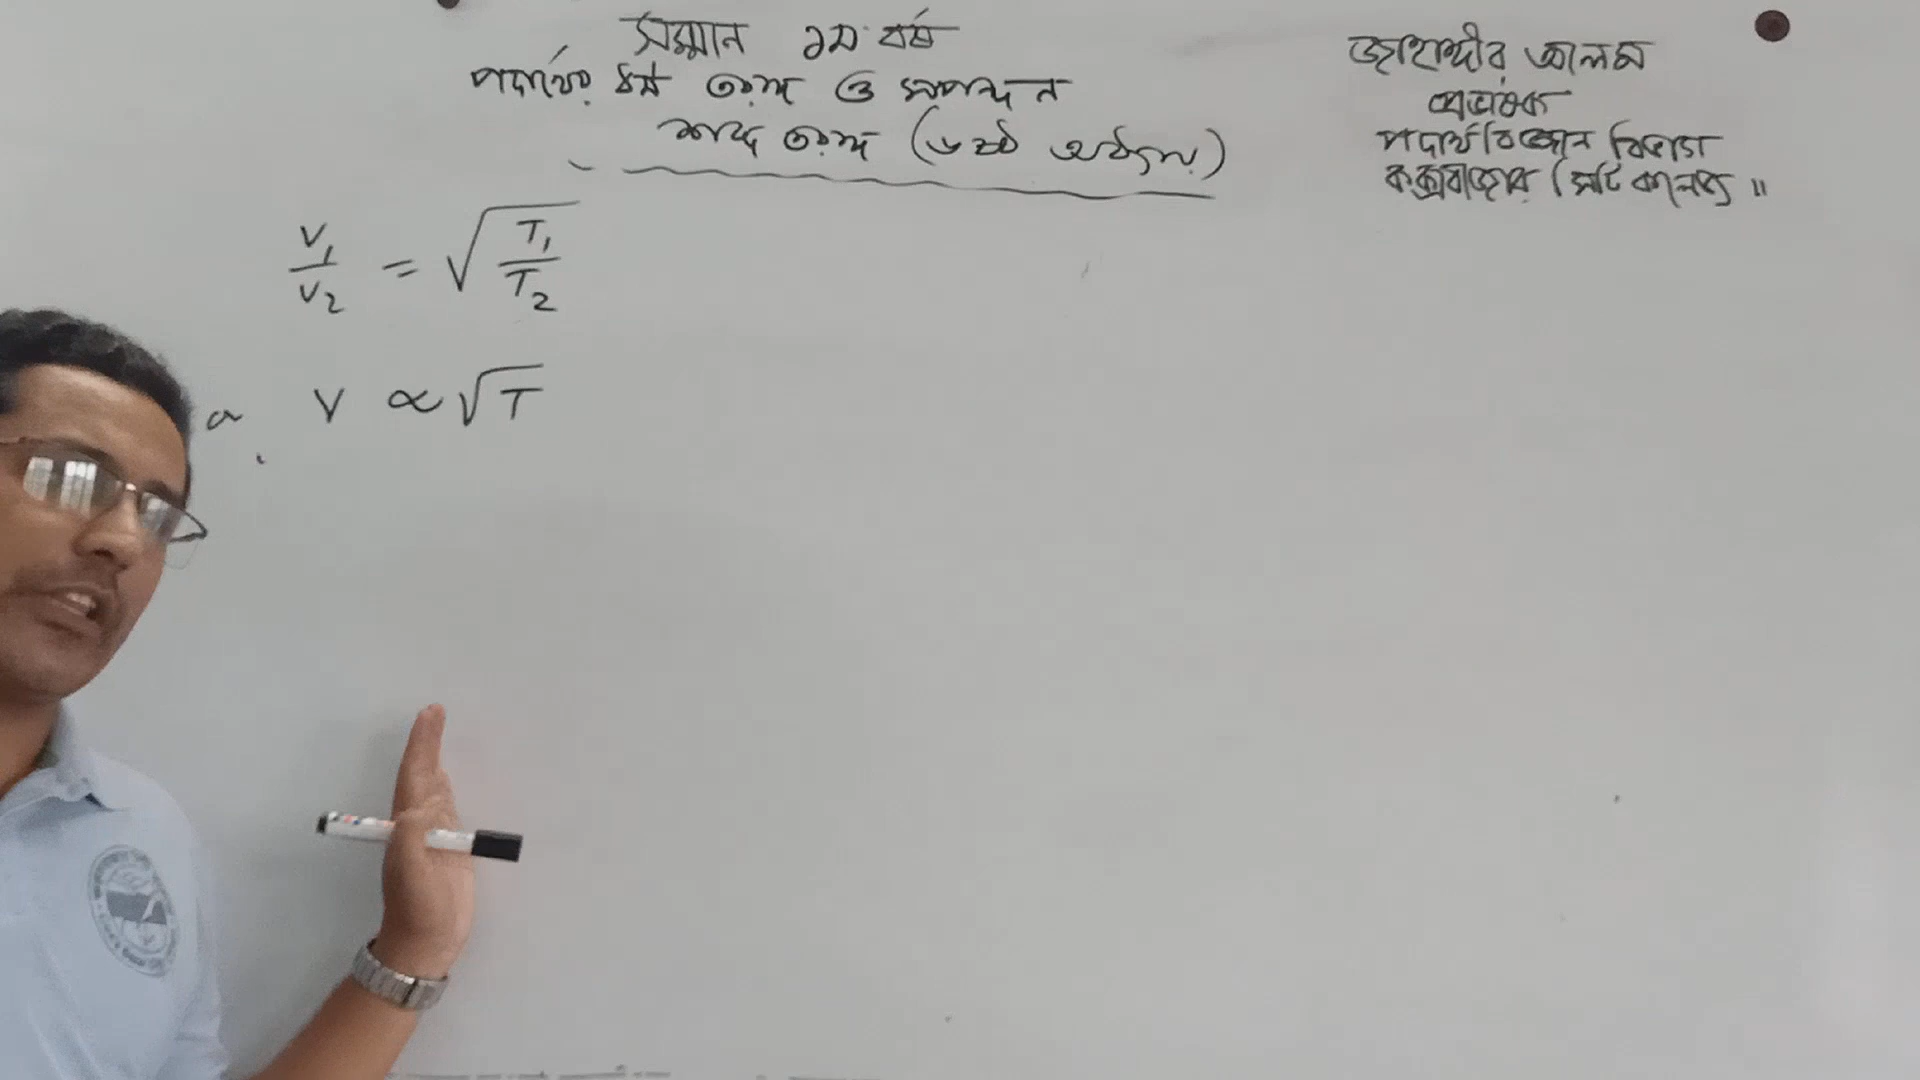 সম্মান ১ম বর্ষ
পদার্থের ধর্ম তরঙ্গ ও স্পন্দন
শব্দ তরঙ্গ (৬ষ্ঠ অধ্যায়)
জাহাঙ্গীর আলম
প্রভাষক
পদার্থবিজ্ঞান বিভাগ
কক্সবাজার সিটি কলেজ ॥
V₁/V₂ = √(T₁/T₂)
V ∝ √T